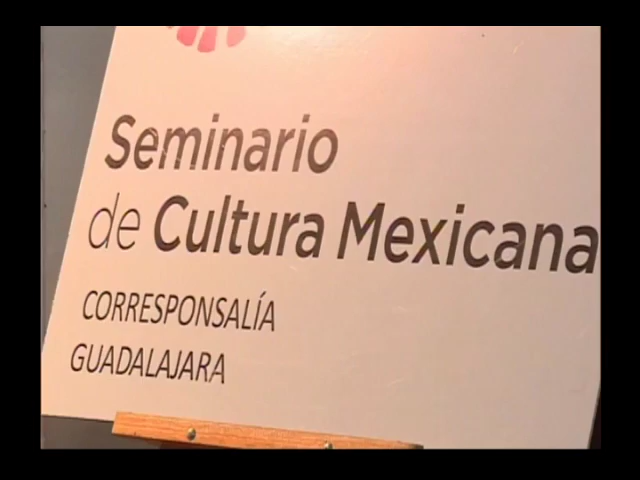 Seminario
de Cultura Mexicana
CORRESPONSALÍA
GUADALAJARA